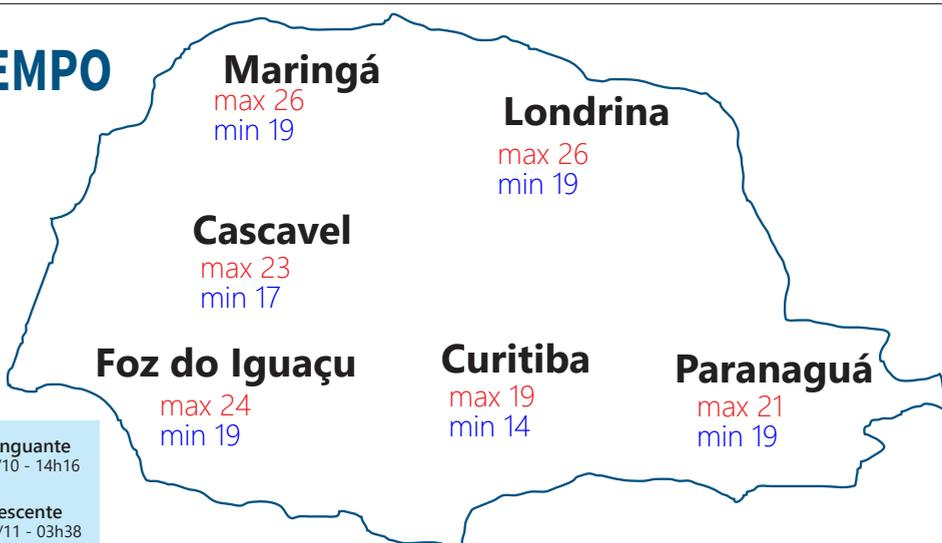 EMPO
Maringá
max 26
min 19
Londrina
max 26
min 19
Cascavel
max 23
min 17
Foz do Iguaçu
max 24
min 19
Curitiba
max 19
min 14
Paranaguá
max 21
min 19
nguante
/10 - 14h16
escente
/11 - 03h38